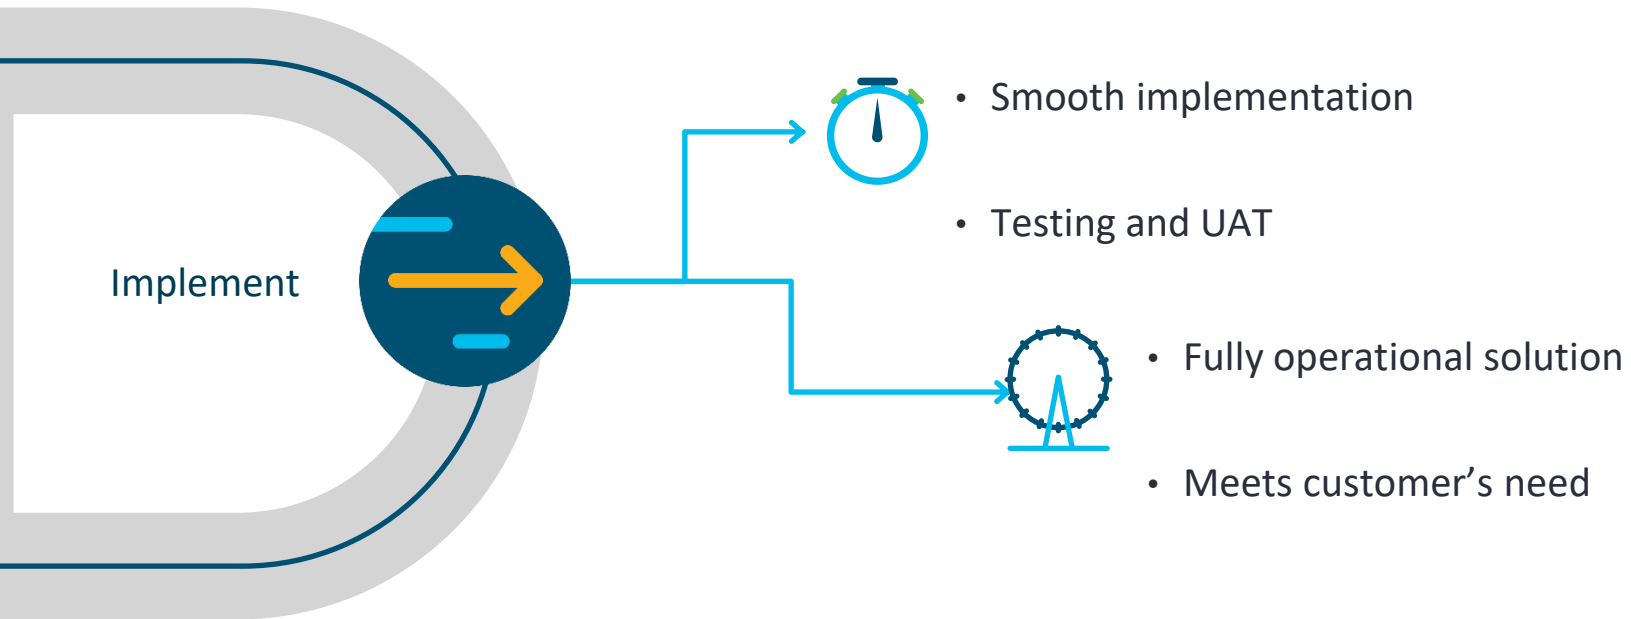 Implement
• Smooth implementation
• Testing and UAT
• Fully operational solution
• Meets customer’s need